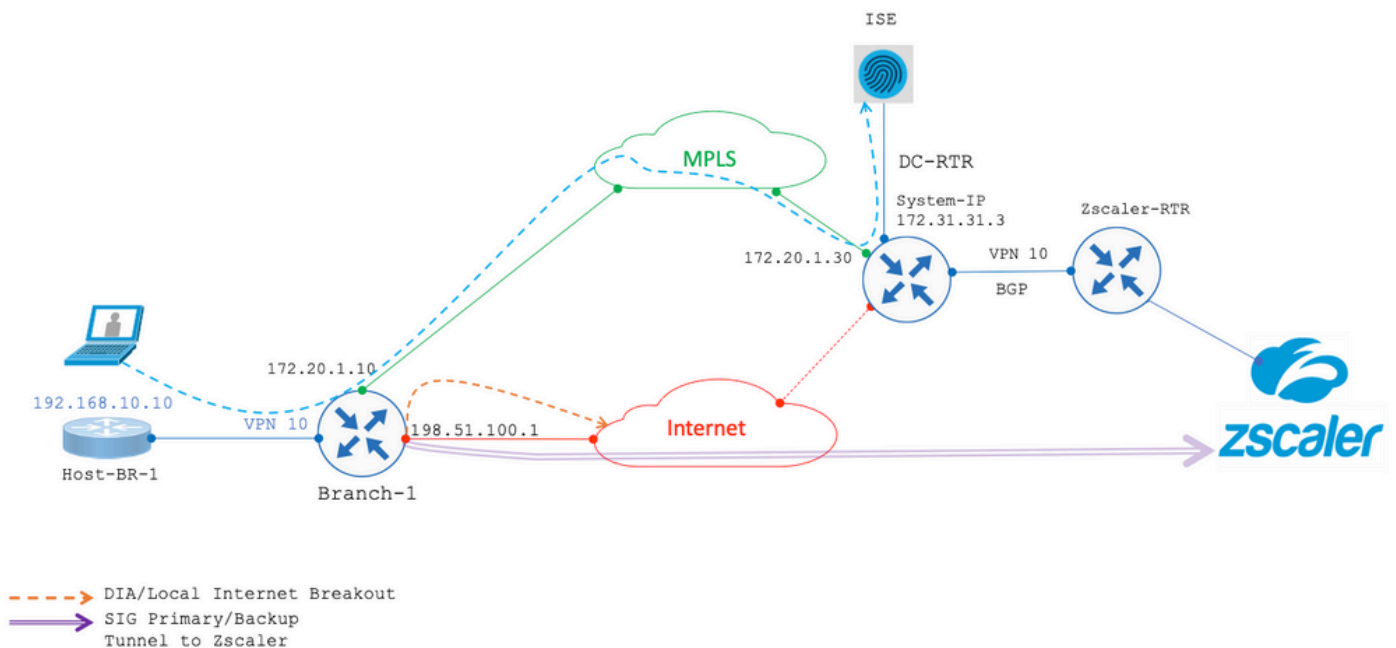 ISE
MPLS
DC-RTR
System-IP
172.31.31.3
Zscaler-RTR
172.20.1.30
VPN 10
BGP
172.20.1.10
192.168.10.10
VPN 10
198.51.100.1
Internet
zscaler
Host-BR-1
Branch-1
DIA/Local Internet Breakout
SIG Primary/Backup
Tunnel to Zscaler